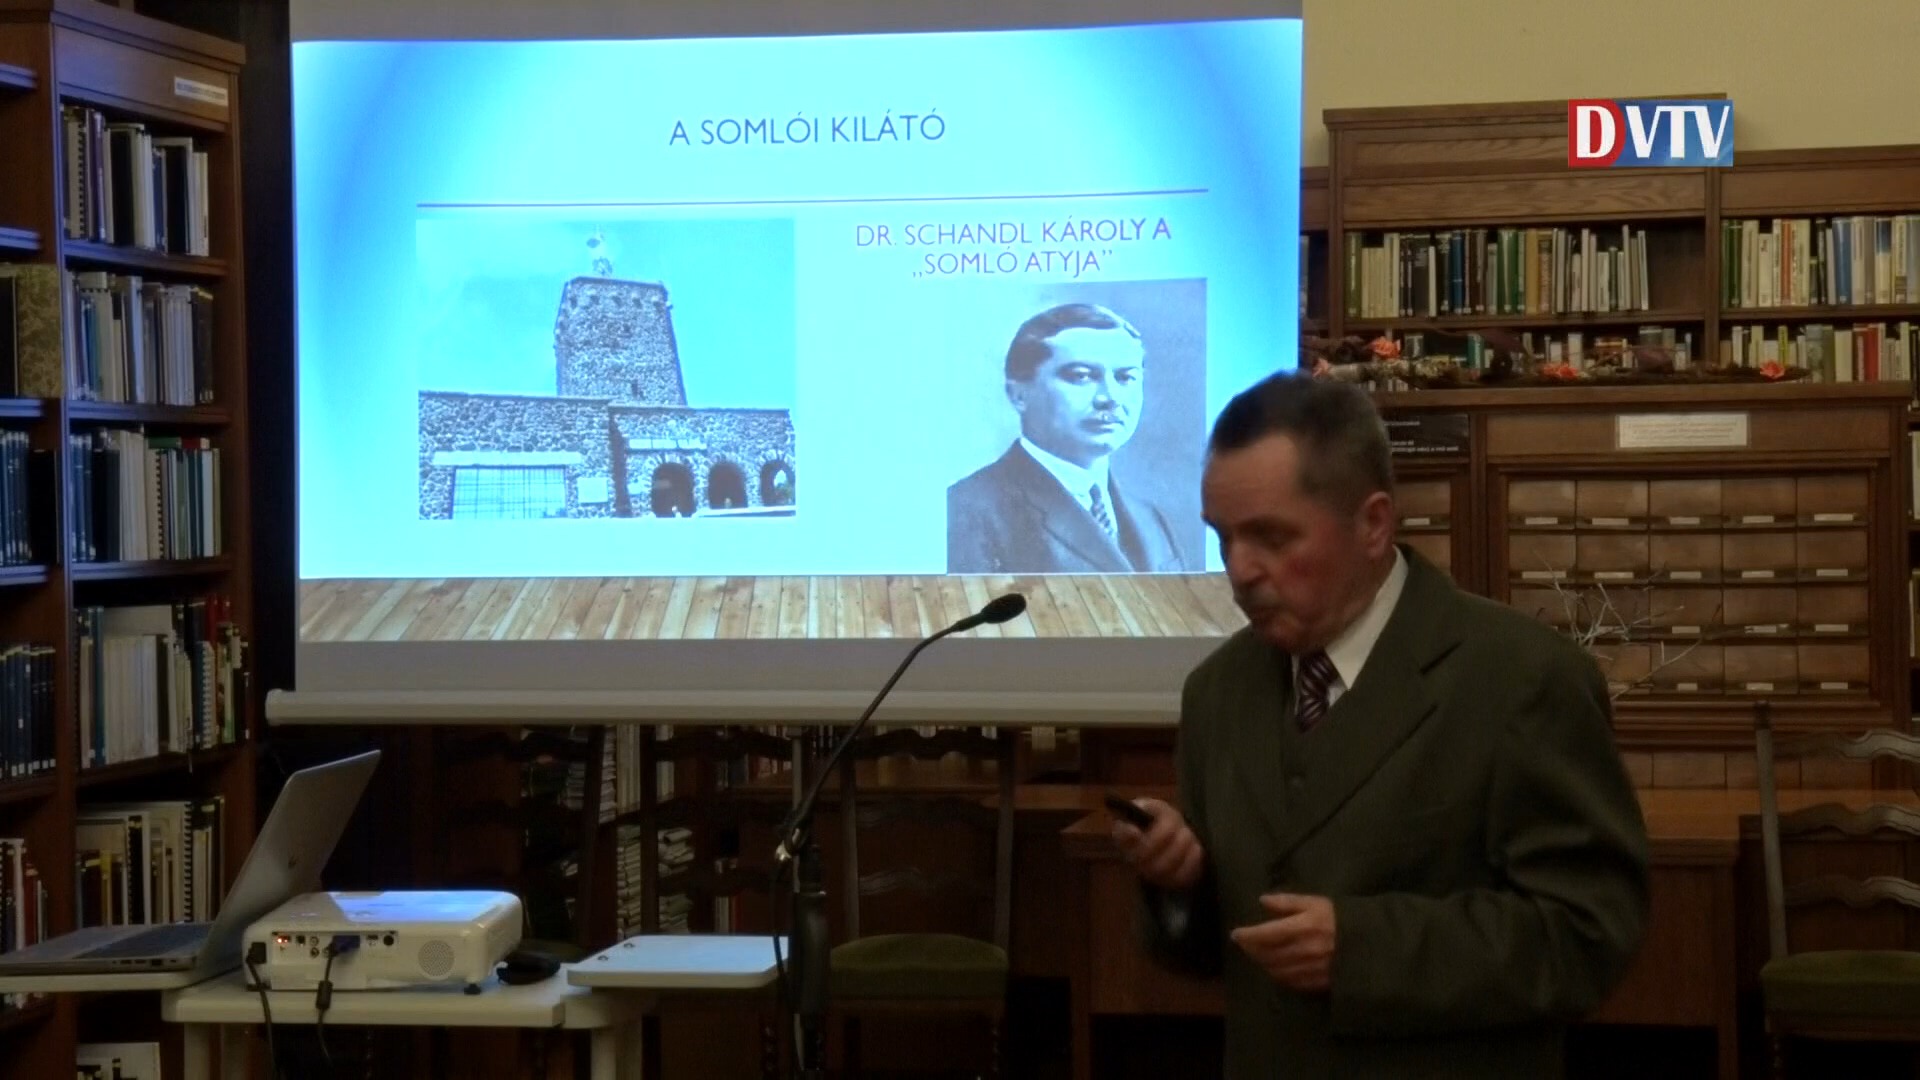 A SOMLÓI KILÁTÓ
DR. SCHANDL KÁROLY A
„SOMLÓ ATYJA”
DVTV